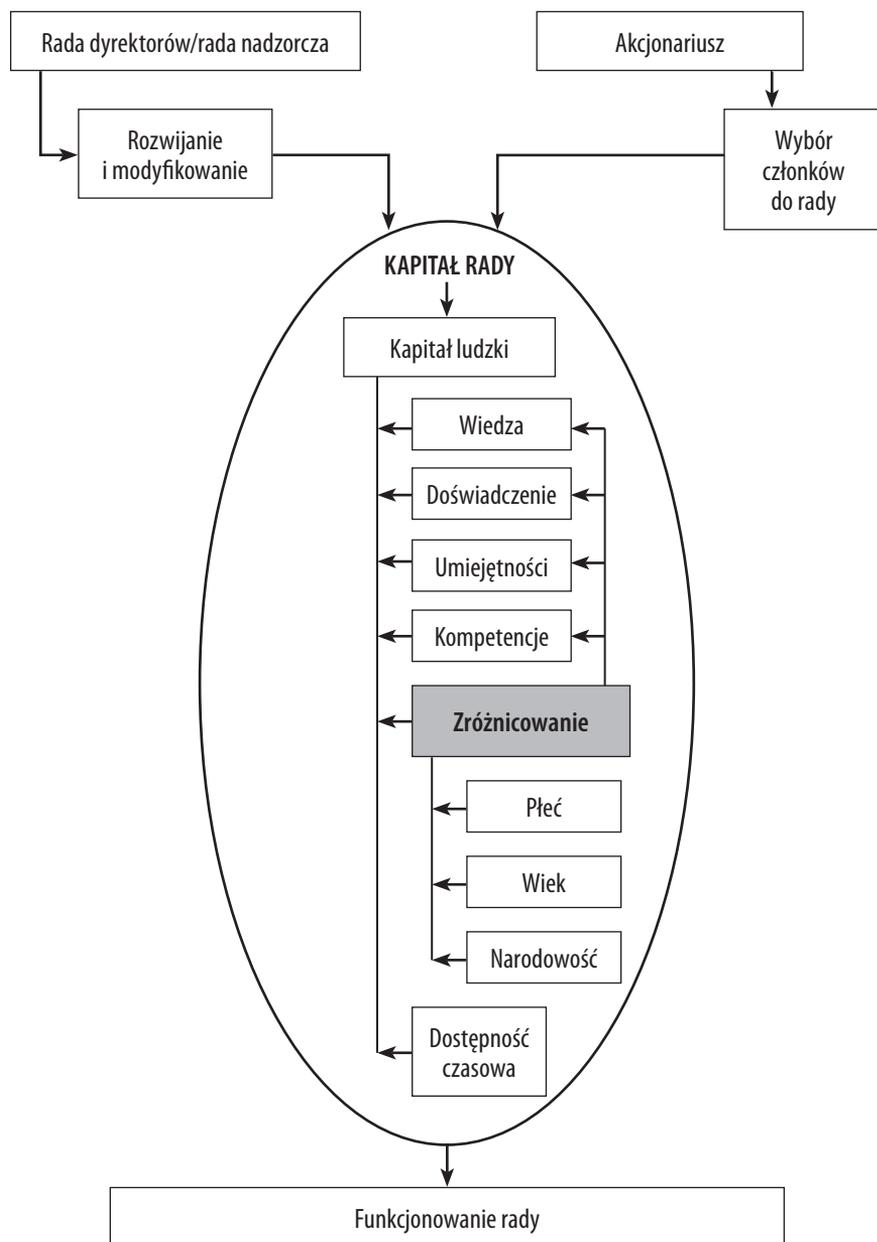 Rada dyrektorów/rada nadzorcza
Akcjonariusz
Rozwijanie
i modyfikowanie
Wybór
członków
do rady
KAPITAŁ RADY
Kapitał ludzki
Wiedza
Doświadczenie
Umiejętności
Kompetencje
Zróżnicowanie
Płeć
Wiek
Narodowość
Dostępność
czasowa
Funkcjonowanie rady